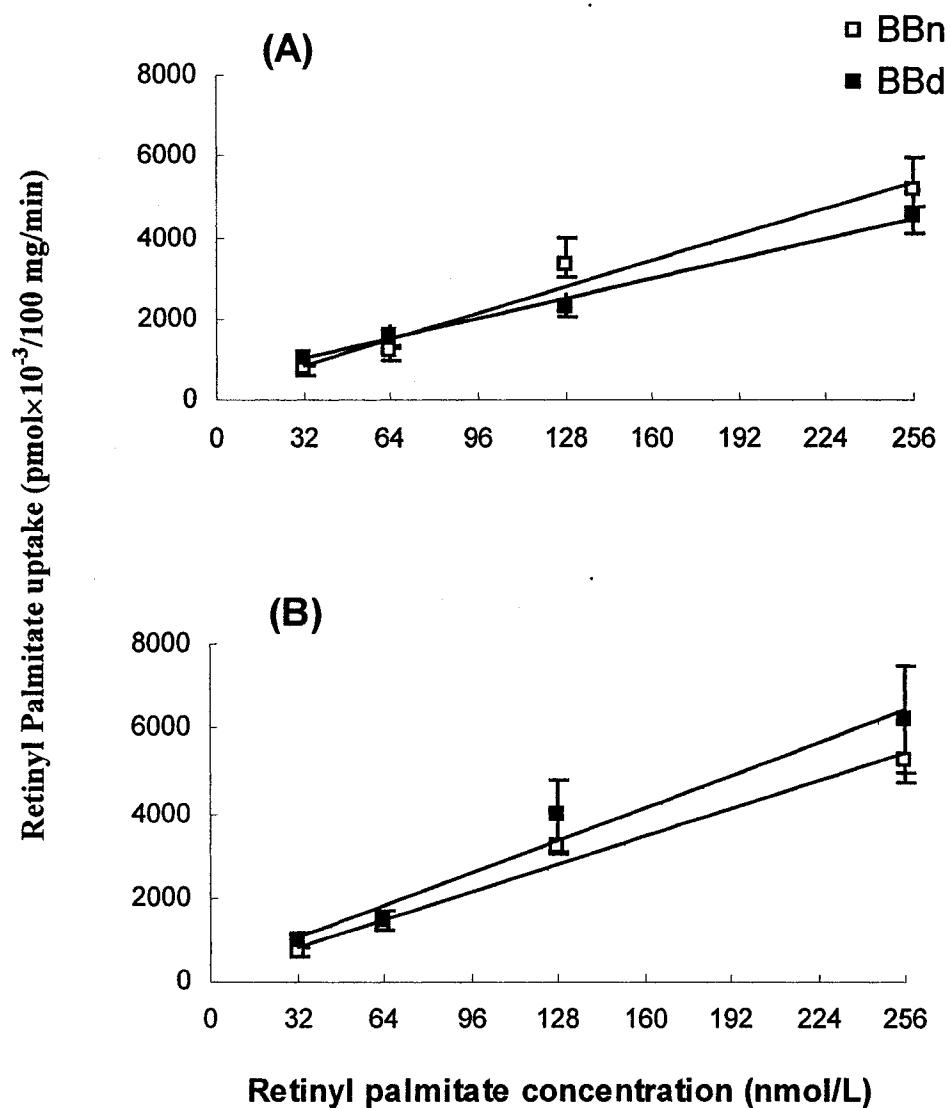 BBn
BBd
(A)
8000
6000
4000
2000
0
0 32 64 96 128 160 192 224 256
Retinyl Palmitate uptake (pmol×10⁻³/100 mg/min)
(B)
8000
6000
4000
2000
0
0 32 64 96 128 160 192 224 256
Retinyl palmitate concentration (nmol/L)